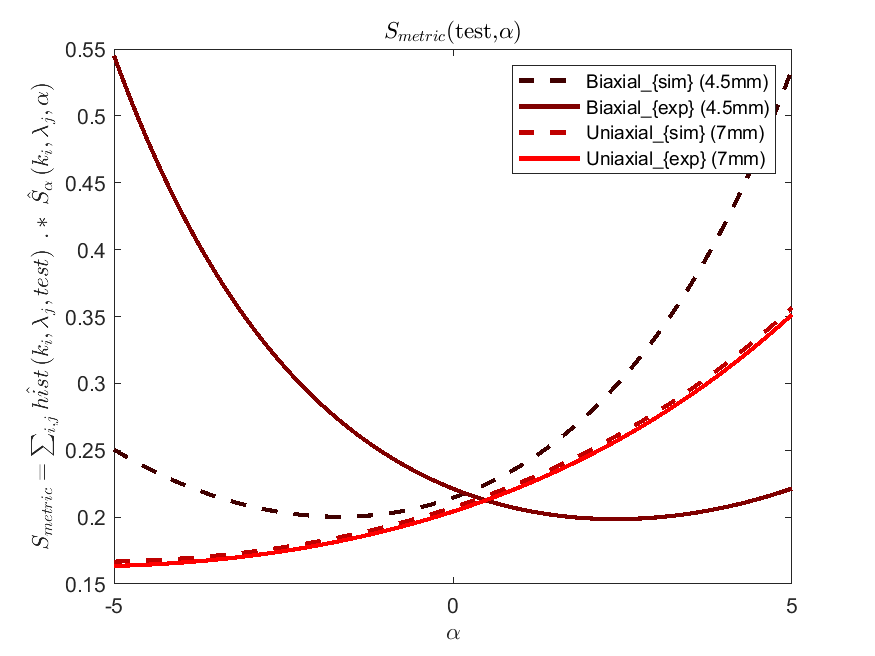 S_{metric}(test,α)
S_{metric} = ∑_{i,j} \hat{hist}(k_i, λ_j, test) .* Ŝ_α(k_i, λ_j, α)
0.55
0.5
0.45
0.4
0.35
0.3
0.25
0.2
0.15
Biaxial_{sim} (4.5mm)
Biaxial_{exp} (4.5mm)
Uniaxial_{sim} (7mm)
Uniaxial_{exp} (7mm)
-5 0 5
α